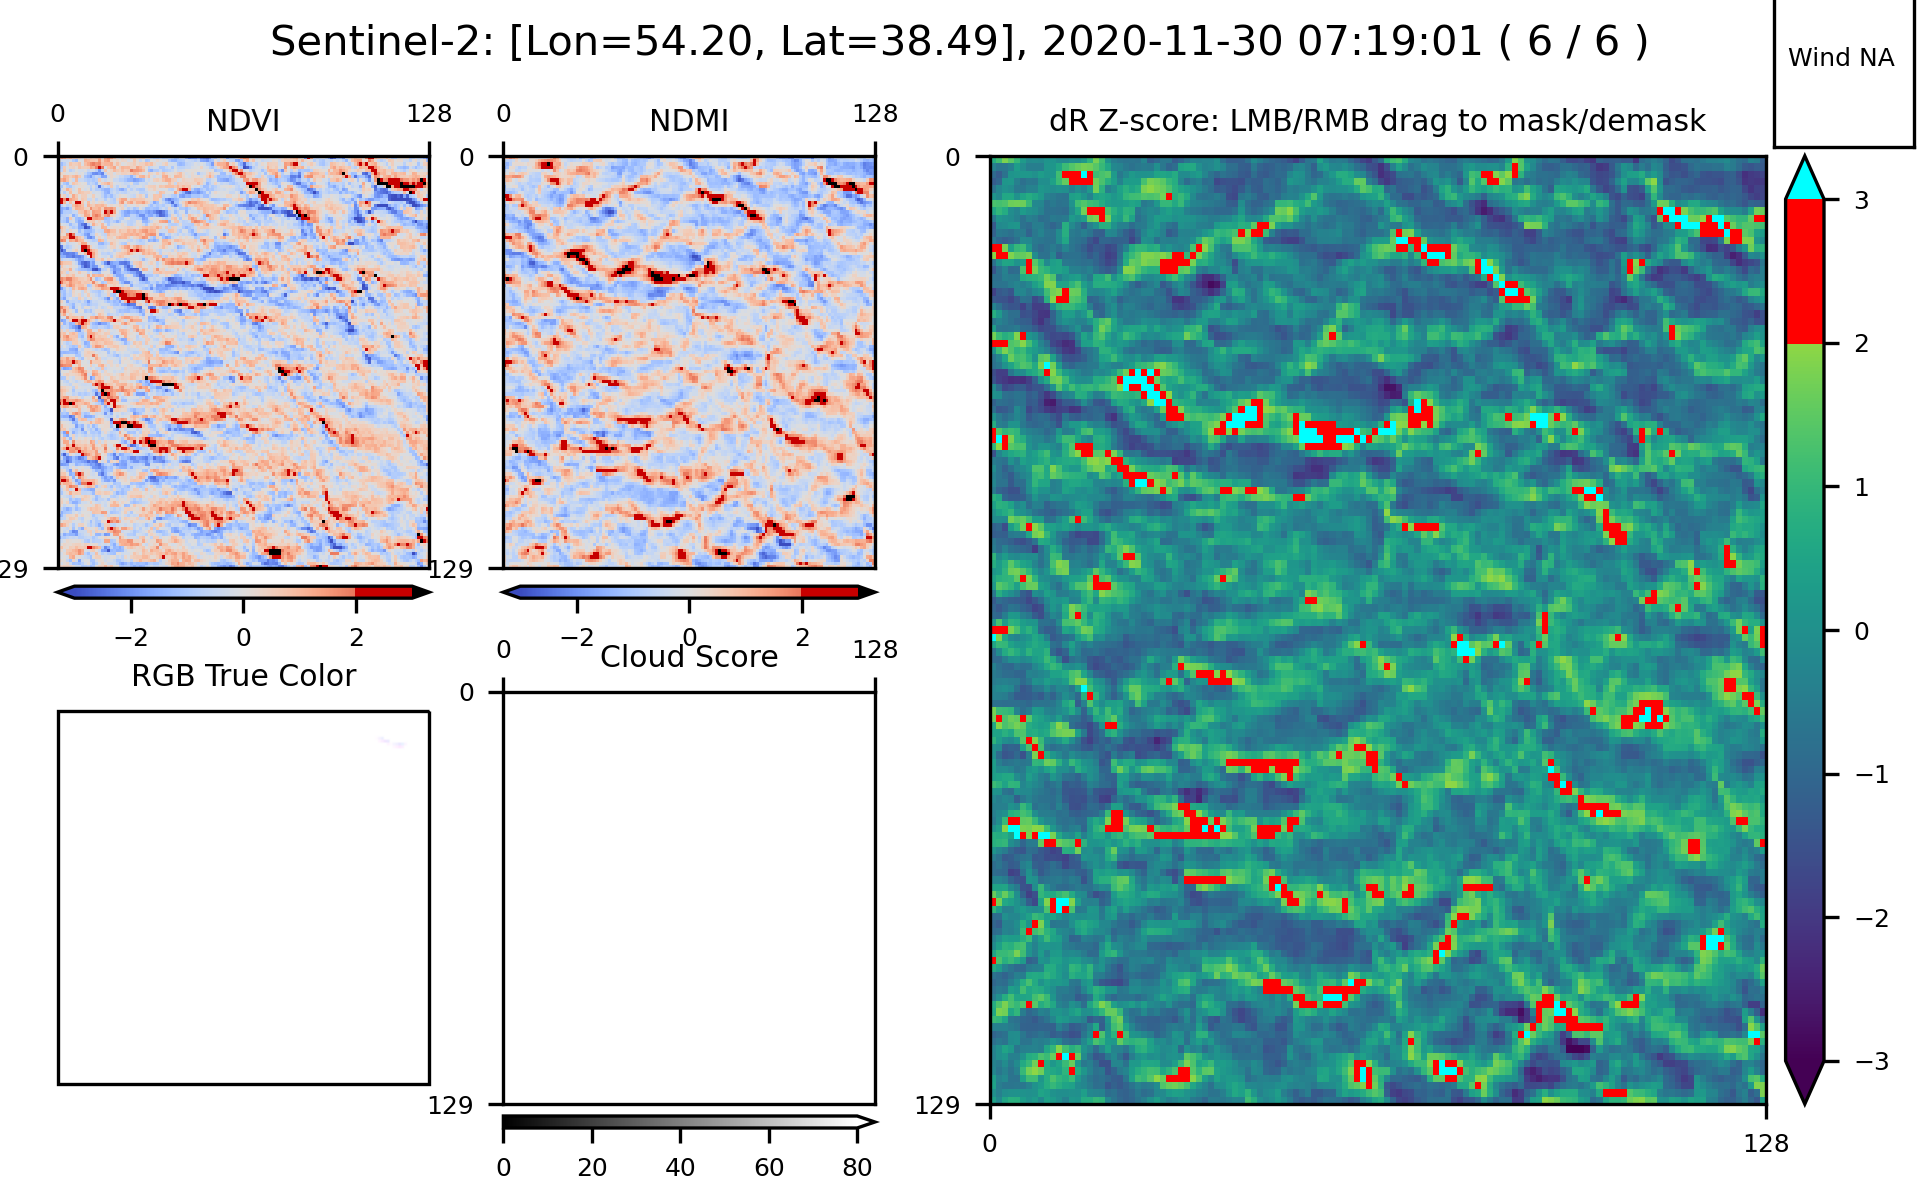 Sentinel-2: [Lon=54.20, Lat=38.49], 2020-11-30 07:19:01 ( 6 / 6 )
Wind NA
0 NDVI 128
0 NDMI 128
dR Z-score: LMB/RMB drag to mask/demask
0
0
0
29
129
−2 0 2
−2 0 2
3
2
1
0
−1
−2
−3
RGB True Color
0 Cloud Score 128
0
129
0 20 40 60 80
129
0 128